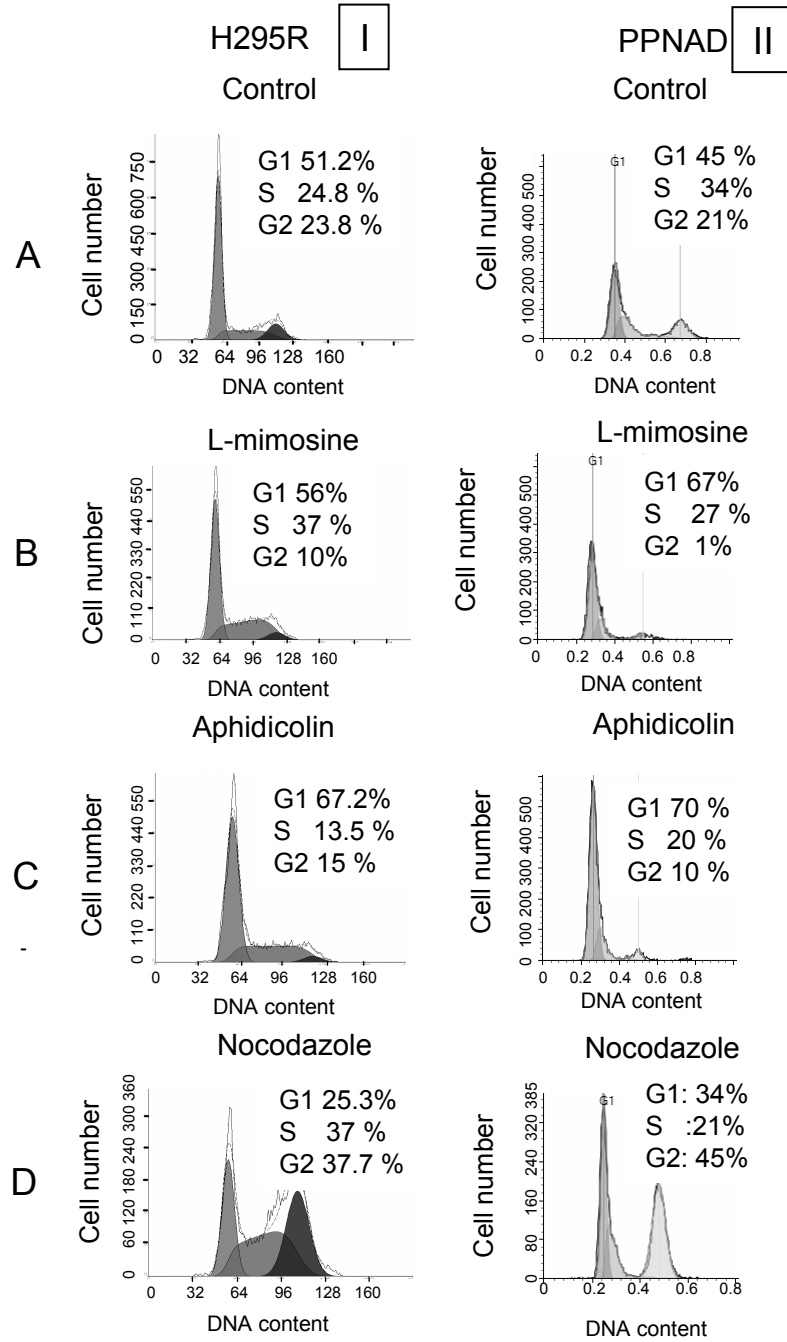 H295R I
Control
G1 51.2%
S 24.8 %
G2 23.8 %
Cell number
0 150 300 450 600 750
0 32 64 96 128 160
DNA content
PPNAD II
Control
G1
G1 45 %
S 34%
G2 21%
Cell number
0 100 200 300 400 500
0 0.2 0.4 0.6 0.8
DNA content
A
L-mimosine
G1 56%
S 37 %
G2 10%
Cell number
0 110 220 330 440 550
0 32 64 96 128 160
DNA content
L-mimosine
G1
G1 67%
S 27 %
G2 1%
Cell number
0 100 200 300 400 500
0 0.2 0.4 0.6 0.8
DNA content
B
Aphidicolin
G1 67.2%
S 13.5 %
G2 15 %
Cell number
0 110 220 330 440 550
0 32 64 96 128 160
DNA content
Aphidicolin
G1 70 %
S 20 %
G2 10 %
Cell number
0 100 200 300 400 500
0 0.2 0.4 0.6 0.8
DNA content
C
-
Nocodazole
G1 25.3%
S 37 %
G2 37.7 %
Cell number
0 60 120 180 240 300 360
0 32 64 96 128 160
DNA content
Nocodazole
G1
G1: 34%
S :21%
G2: 45%
Cell number
0 80 160 240 320 385
0 0.2 0.4 0.6 0.8
DNA content
D